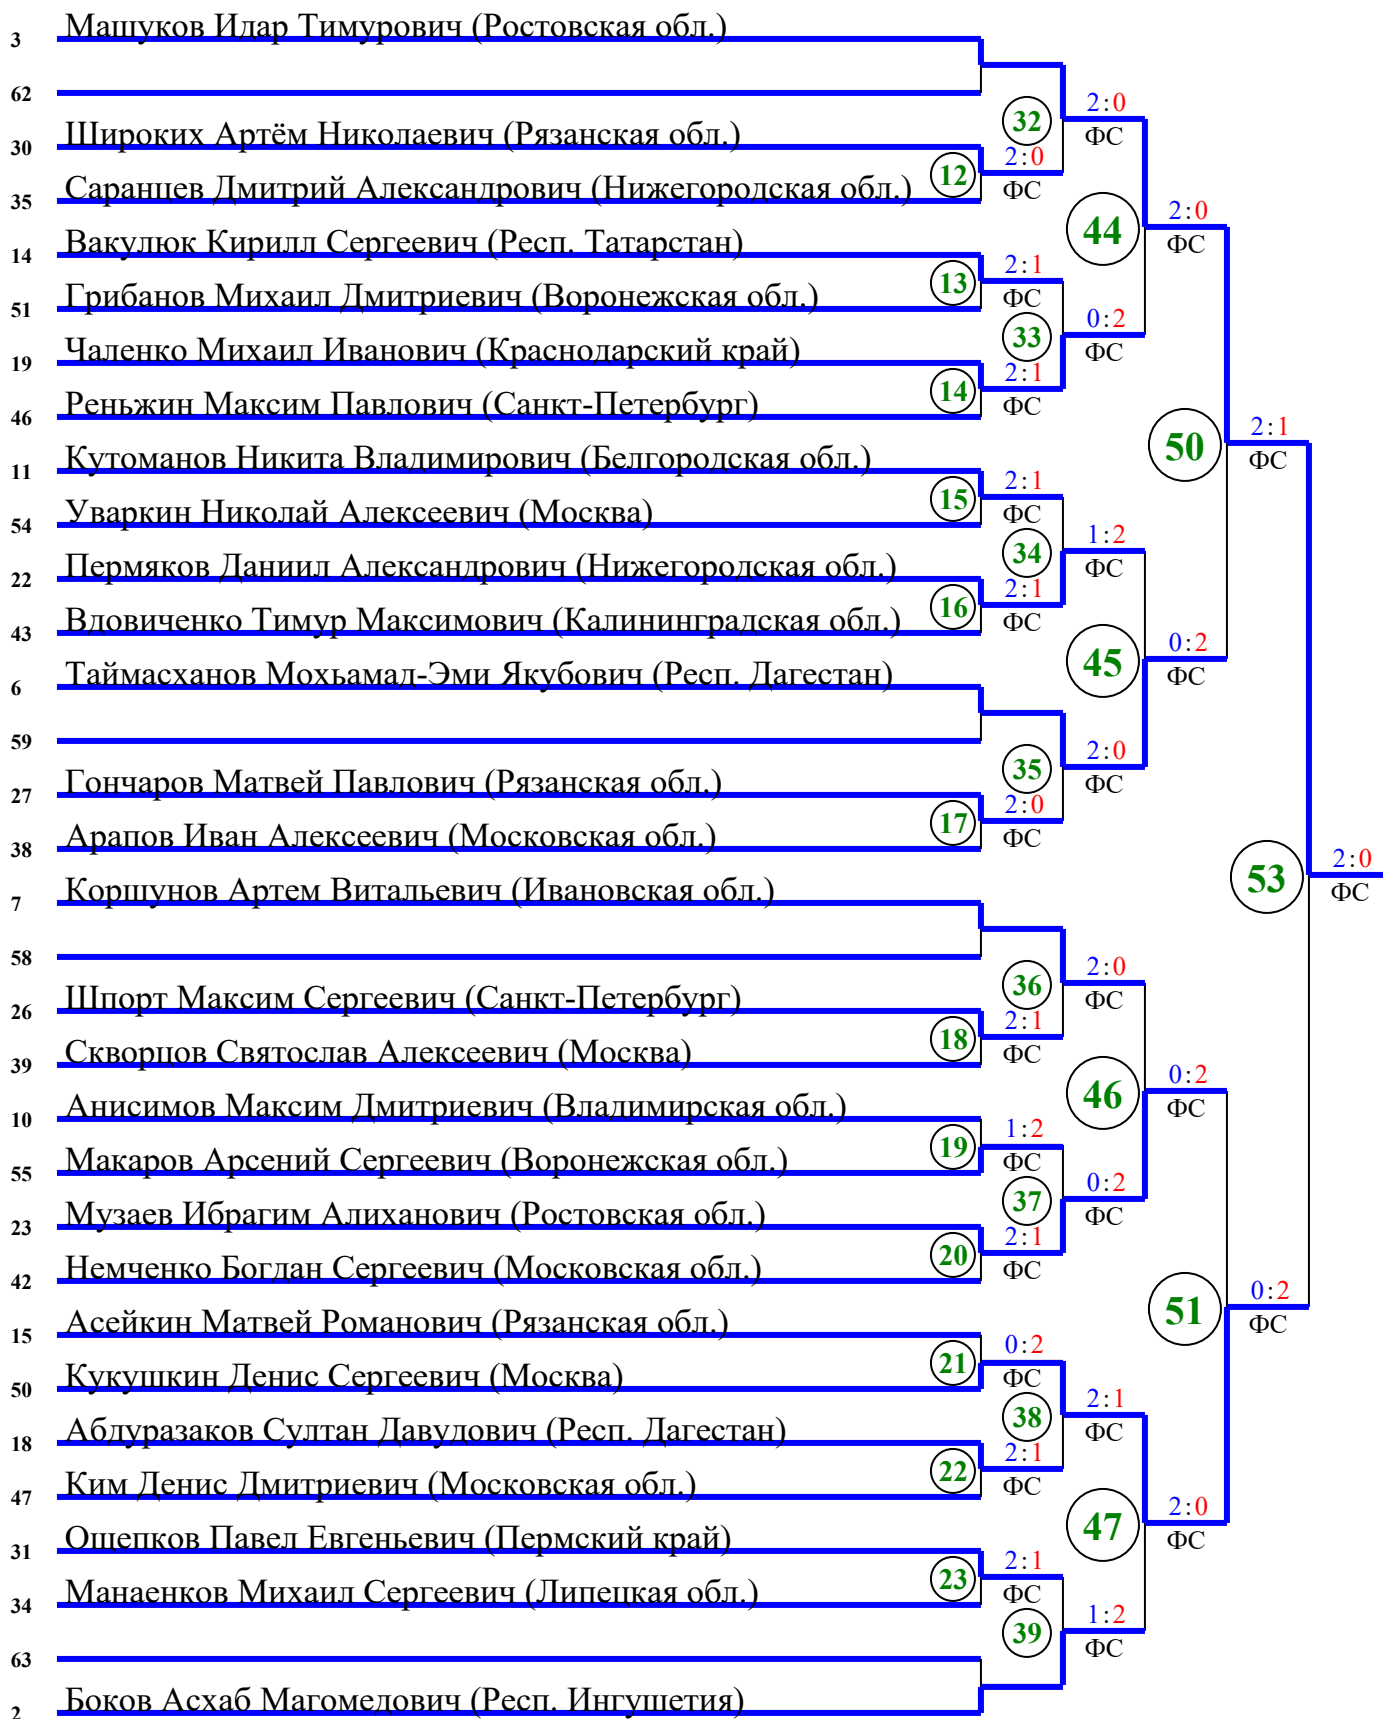 3 Машуков Идар Тимурович (Ростовская обл.)
62
2:0
32
ФС
30 Широких Артём Николаевич (Рязанская обл.)
2:0
12
ФС
35 Саранцев Дмитрий Александрович (Нижегородская обл.)
2:0
44
ФС
14 Вакулюк Кирилл Сергеевич (Респ. Татарстан)
2:1
13
ФС
51 Грибанов Михаил Дмитриевич (Воронежская обл.)
0:2
33
ФС
19 Чаленко Михаил Иванович (Краснодарский край)
2:1
14
ФС
46 Реньжин Максим Павлович (Санкт-Петербург)
2:1
50
ФС
11 Кутоманов Никита Владимирович (Белгородская обл.)
2:1
15
ФС
54 Уваркин Николай Алексеевич (Москва)
1:2
34
ФС
22 Пермяков Даниил Александрович (Нижегородская обл.)
2:1
16
ФС
43 Вдовиченко Тимур Максимович (Калининградская обл.)
0:2
45
ФС
6 Таймасханов Мохьамад-Эми Якубович (Респ. Дагестан)
59
2:0
35
ФС
27 Гончаров Матвей Павлович (Рязанская обл.)
2:0
17
ФС
38 Арапов Иван Алексеевич (Московская обл.)
2:0
53
ФС
7 Коршунов Артем Витальевич (Ивановская обл.)
58
2:0
36
ФС
26 Шпорт Максим Сергеевич (Санкт-Петербург)
2:1
18
ФС
39 Скворцов Святослав Алексеевич (Москва)
0:2
46
ФС
10 Анисимов Максим Дмитриевич (Владимирская обл.)
1:2
19
ФС
55 Макаров Арсений Сергеевич (Воронежская обл.)
0:2
37
ФС
23 Музаев Ибрагим Алиханович (Ростовская обл.)
2:1
20
ФС
42 Немченко Богдан Сергеевич (Московская обл.)
0:2
51
ФС
15 Асейкин Матвей Романович (Рязанская обл.)
0:2
21
ФС
50 Кукушкин Денис Сергеевич (Москва)
2:1
38
ФС
18 Абдуразаков Султан Давудович (Респ. Дагестан)
2:1
22
ФС
47 Ким Денис Дмитриевич (Московская обл.)
2:0
47
ФС
31 Ощепков Павел Евгеньевич (Пермский край)
2:1
23
ФС
34 Манаенков Михаил Сергеевич (Липецкая обл.)
1:2
39
ФС
63
2 Боков Асхаб Магомедович (Респ. Ингушетия)